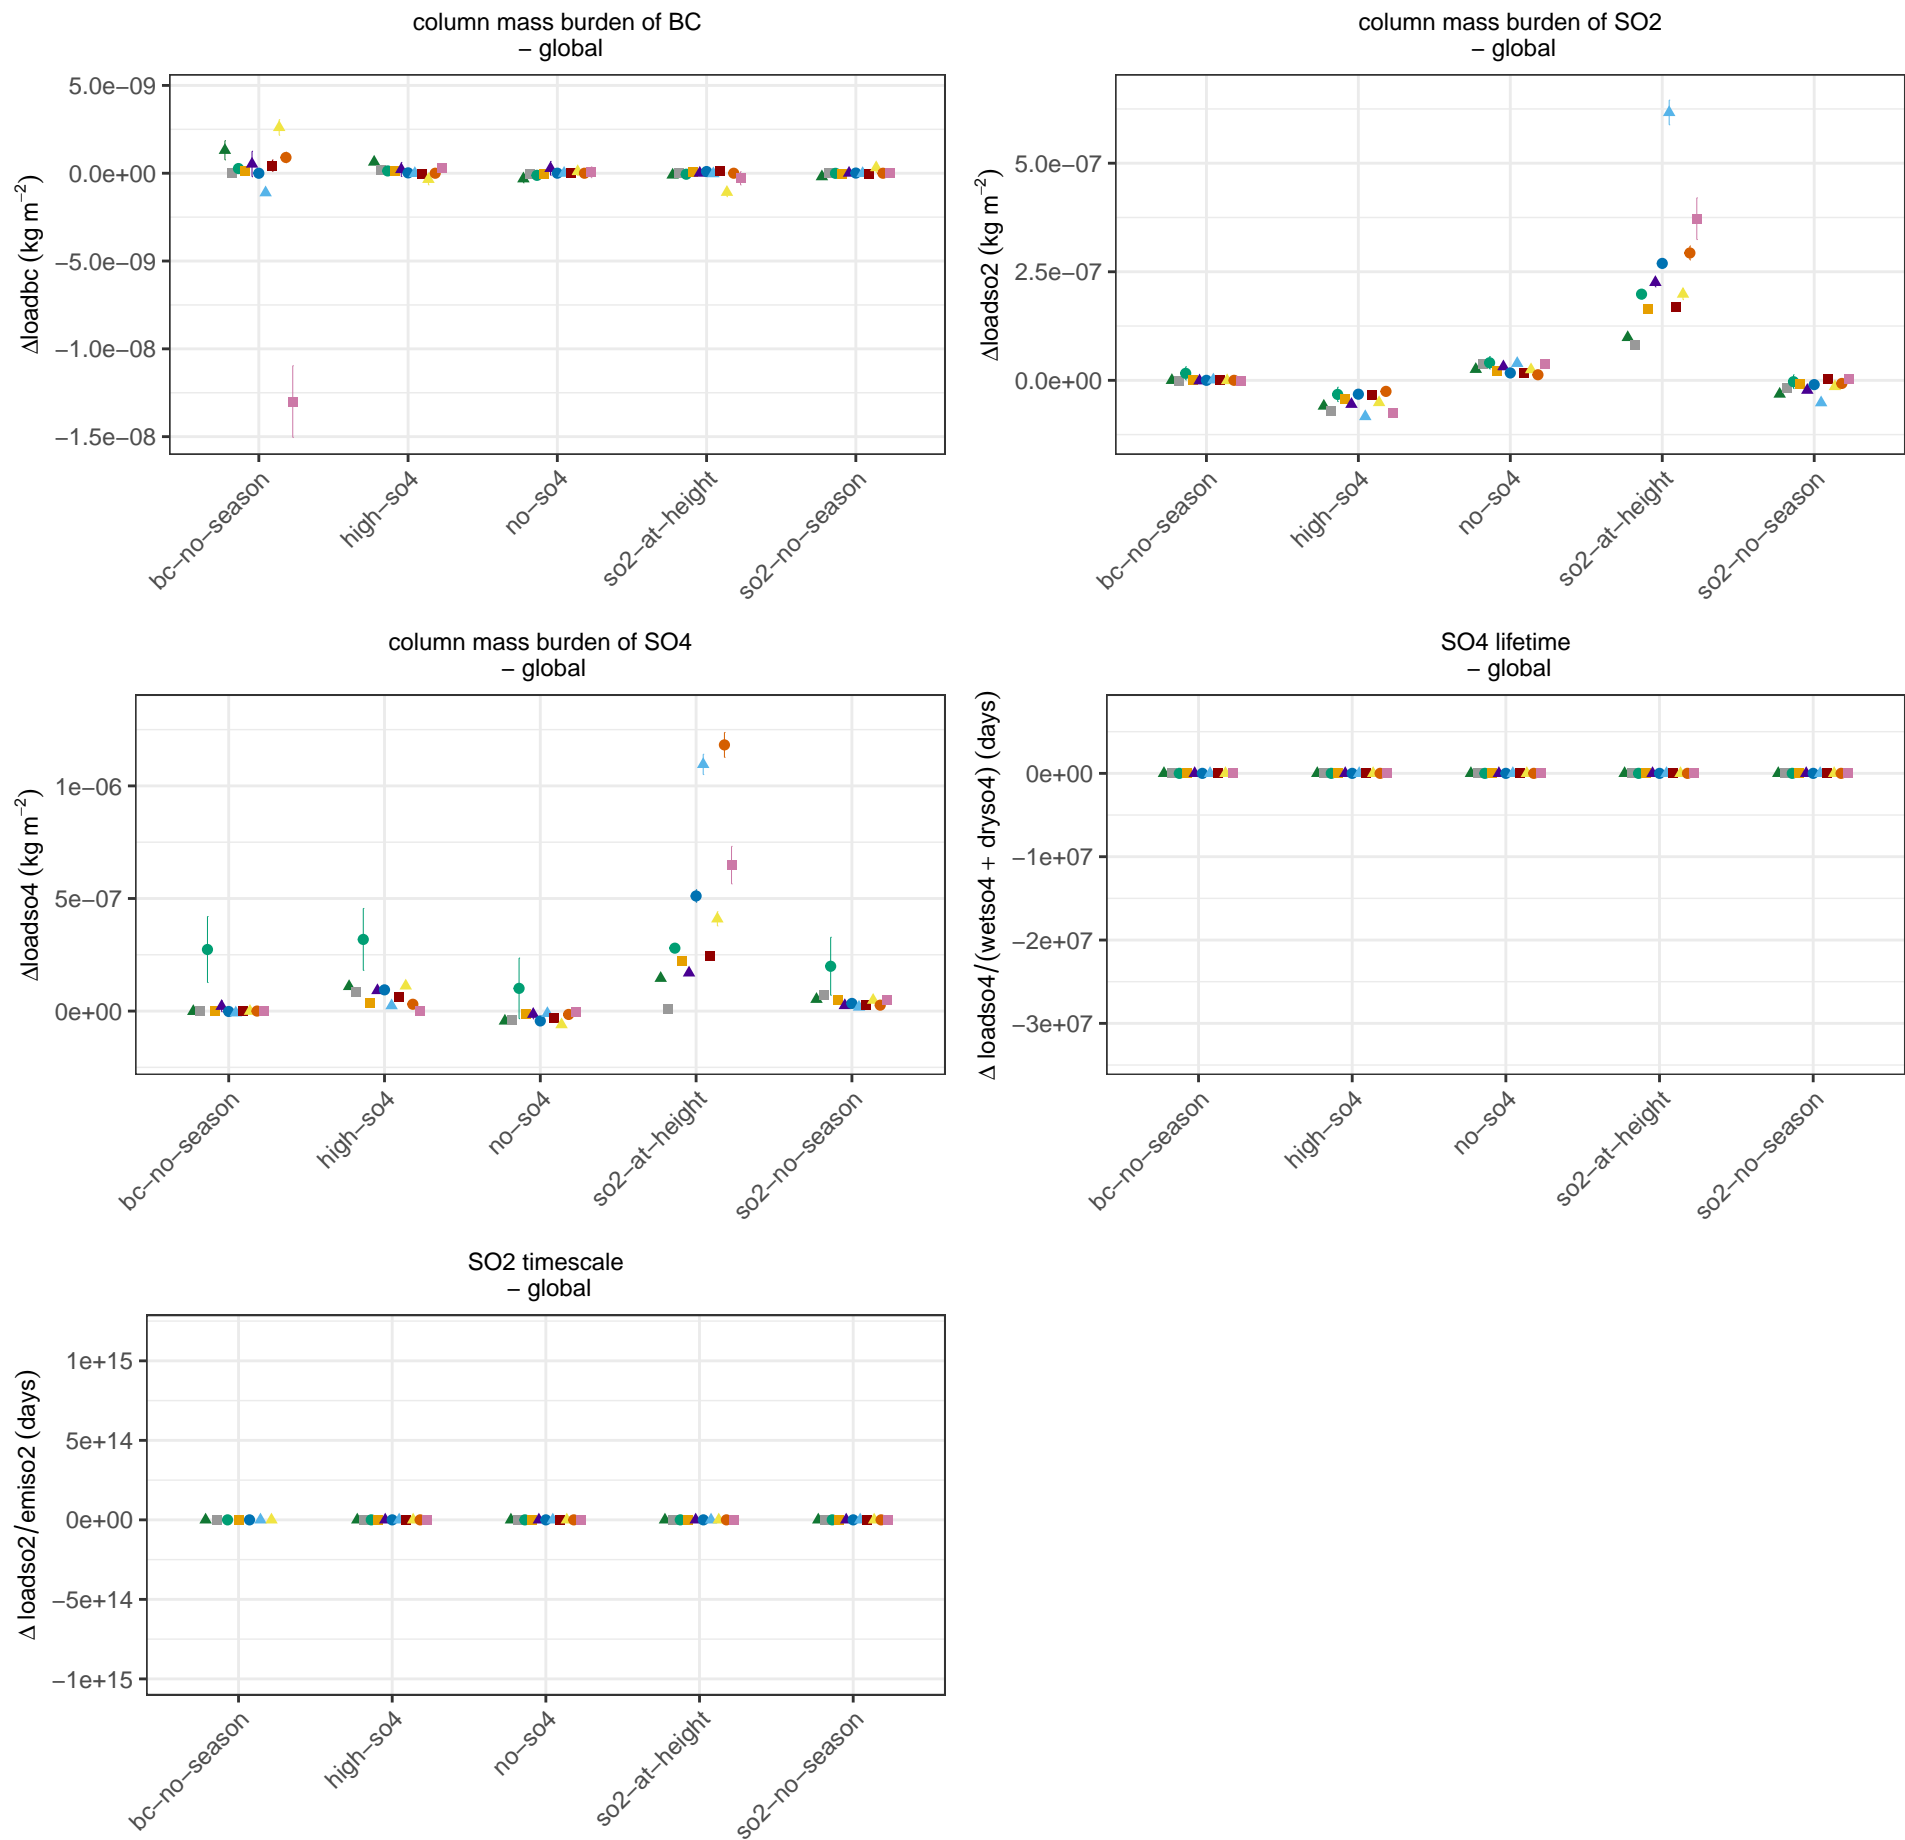 column mass burden of BC
– global
Δloadbc (kg m⁻²)
5.0e−09
0.0e+00
−5.0e−09
−1.0e−08
−1.5e−08
bc−no−season
high−so4
no−so4
so2−at−height
so2−no−season
column mass burden of SO2
– global
Δloadso2 (kg m⁻²)
5.0e−07
2.5e−07
0.0e+00
bc−no−season
high−so4
no−so4
so2−at−height
so2−no−season
column mass burden of SO4
– global
Δloadso4 (kg m⁻²)
1e−06
5e−07
0e+00
bc−no−season
high−so4
no−so4
so2−at−height
so2−no−season
SO4 lifetime
– global
Δ loadso4/(wetso4 + dryso4) (days)
0e+00
−1e+07
−2e+07
−3e+07
bc−no−season
high−so4
no−so4
so2−at−height
so2−no−season
SO2 timescale
– global
Δ loadso2/emiso2 (days)
1e+15
5e+14
0e+00
−5e+14
−1e+15
bc−no−season
high−so4
no−so4
so2−at−height
so2−no−season